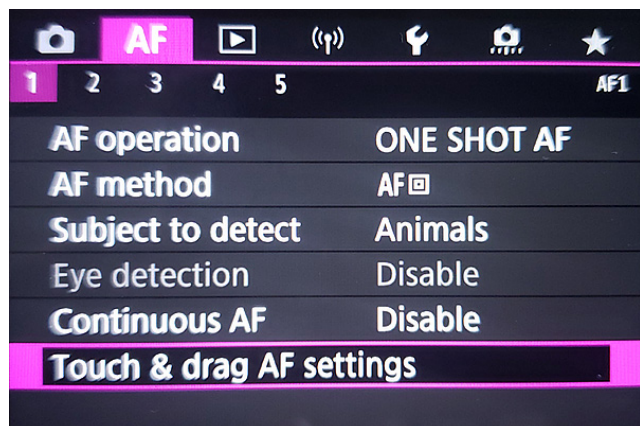 AF
1 2 3 4 5 AF1
AF operation ONE SHOT AF
AF method AF
Subject to detect Animals
Eye detection Disable
Continuous AF Disable
Touch & drag AF settings